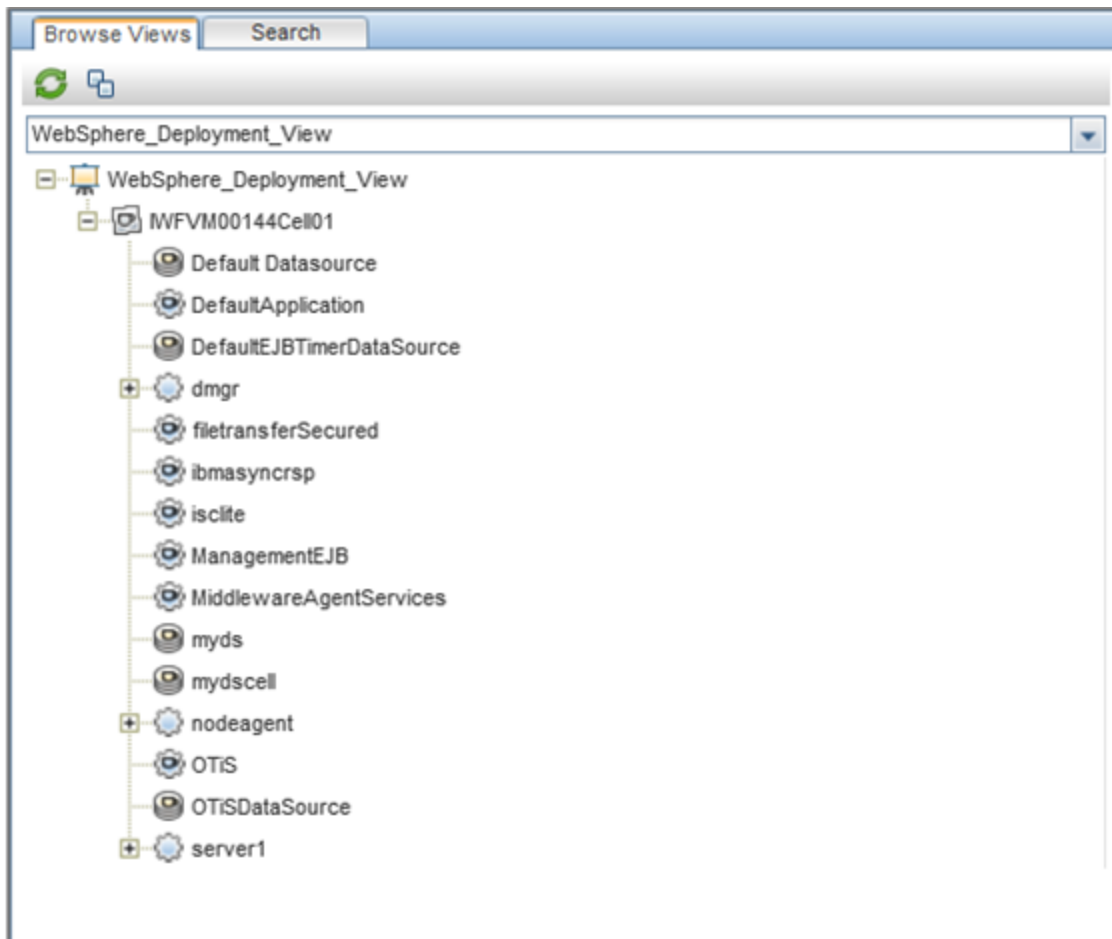 Browse Views Search
WebSphere_Deployment_View
WebSphere_Deployment_View
IWFVM00144Cell01
Default Datasource
DefaultApplication
DefaultEJBTimerDataSource
dmgr
filetransferSecured
ibmasyncrsp
isclite
ManagementEJB
MiddlewareAgentServices
myds
mydscell
nodeagent
OTiS
OTiSDataSource
server1